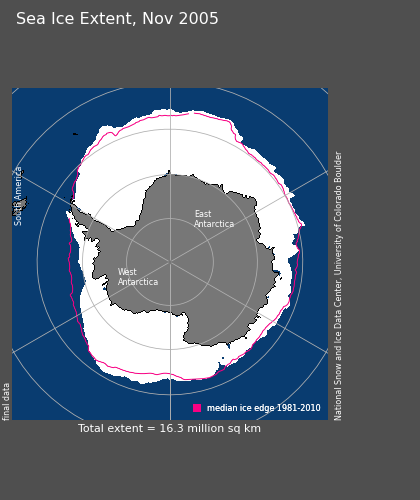 Sea Ice Extent, Nov 2005
South America
East
Antarctica
West
Antarctica
National Snow and Ice Data Center, University of Colorado Boulder
final data
median ice edge 1981-2010
Total extent = 16.3 million sq km